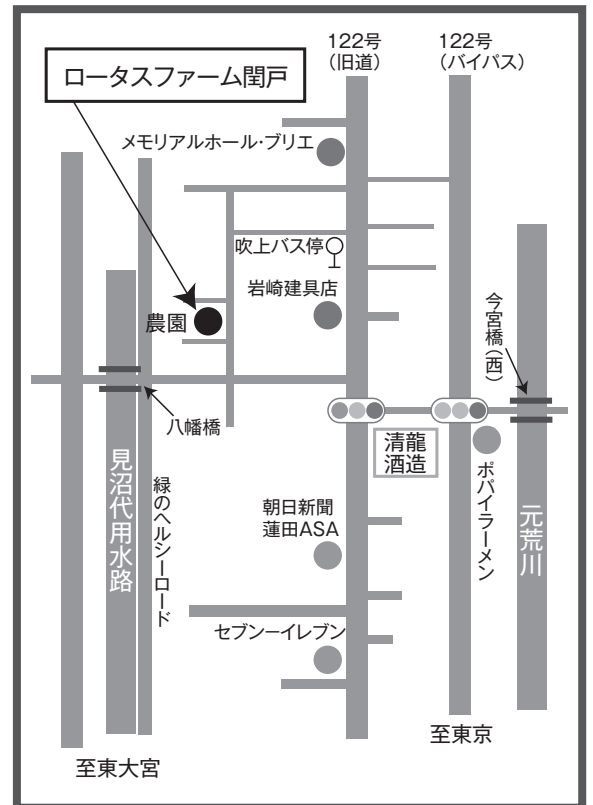 122号
（旧道）
122号
（バイパス）
ロータスファーム閏戸
メモリアルホール・ブリエ
吹上バス停
岩崎建具店
農園
今宮橋（西）
八幡橋
清龍
酒造
見沼代用水路
緑のヘルシーロード
朝日新聞
蓮田ASA
ポパイラーメン
元荒川
セブン－イレブン
至東京
至東大宮